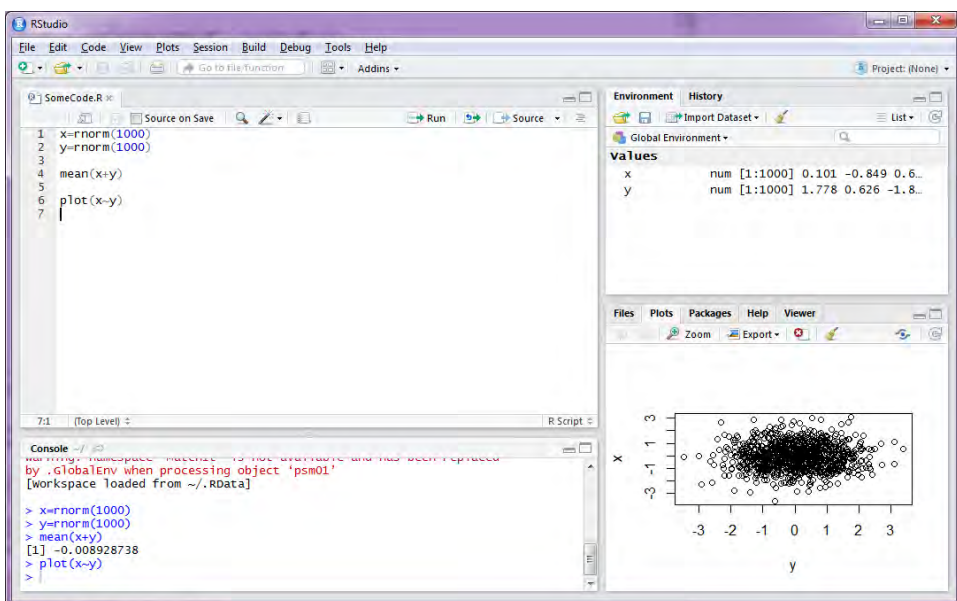 RStudio
File Edit Code View Plots Session Build Debug Tools Help
Go to file/function Addins Project: (None)
SomeCode.R
Source on Save Run Source
1 x=rnorm(1000)
2 y=rnorm(1000)
3
4 mean(x+y)
5
6 plot(x~y)
7
7:1 (Top Level) R Script
Console ~/
by .GlobalEnv when processing object ‘psm01’
[Workspace loaded from ~/.RData]
> x=rnorm(1000)
> y=rnorm(1000)
> mean(x+y)
[1] -0.008928738
> plot(x~y)
>
Environment History
Import Dataset List
Global Environment
Values
x num [1:1000] 0.101 -0.849 0.6…
y num [1:1000] 1.778 0.626 -1.8…
Files Plots Packages Help Viewer
Zoom Export
x
3
1
-1
-3
-3 -2 -1 0 1 2 3
y